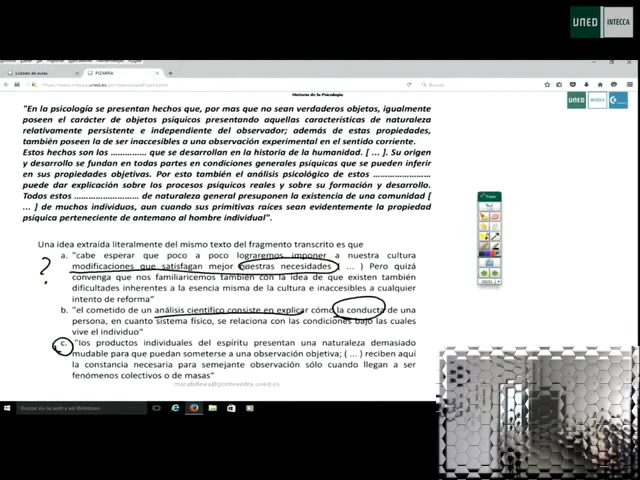 UNED
INTECCA
Listado de aulas
PIZARRA
Buscar
Historia de la Psicología
UNED
INTECCA
"En la psicología se presentan hechos que, por mas que no sean verdaderos objetos, igualmente
poseen el carácter de objetos psíquicos presentando aquellas características de naturaleza
relativamente persistente e independiente del observador; además de estas propiedades,
también poseen la de ser inaccesibles a una observación experimental en el sentido corriente.
Estos hechos son los .............. que se desarrollan en la historia de la humanidad. [ ... ]. Su origen
y desarrollo se fundan en todas partes en condiciones generales psíquicas que se pueden inferir
en sus propiedades objetivas. Por esto también el análisis psicológico de estos ......................
puede dar explicación sobre los procesos psíquicos reales y sobre su formación y desarrollo.
Todos estos ......................... de naturaleza general presuponen la existencia de una comunidad [
... ] de muchos individuos, aun cuando sus primitivas raíces sean evidentemente la propiedad
psíquica perteneciente de antemano al hombre individual".
Una idea extraída literalmente del mismo texto del fragmento transcrito es que
a. "cabe esperar que poco a poco lograremos imponer a nuestra cultura
? modificaciones que satisfagan mejor nuestras necesidades ... ) Pero quizá
convenga que nos familiaricemos también con la idea de que existen también
dificultades inherentes a la esencia misma de la cultura e inaccesibles a cualquier
intento de reforma"
b. "el cometido de un análisis científico consiste en explicar cómo la conducta de una
persona, en cuanto sistema físico, se relaciona con las condiciones bajo las cuales
vive el individuo"
c. "los productos individuales del espíritu presentan una naturaleza demasiado
mudable para que puedan someterse a una observación objetiva; ( ... ) reciben aquí
la constancia necesaria para semejante observación sólo cuando llegan a ser
fenómenos colectivos o de masas"
Buscar en la web y en Windows